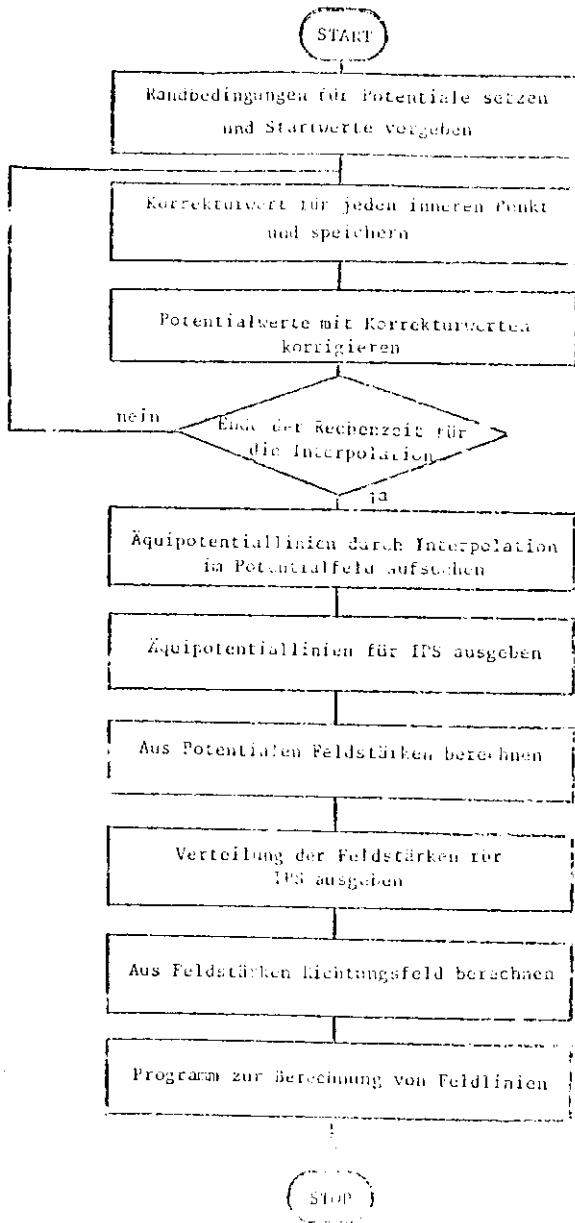 START
Randbedingungen für Potentiale setzen
und Startwerte vorgeben
Korrekturwert für jeden inneren Punkt
und speichern
Potentialwerte mit Korrekturwerten
korrigieren
nein
Ende der Rechenzeit für
die Interpolation
ja
Äquipotentiallinien durch Interpolation
im Potentialfeld aufsuchen
Äquipotentiallinien für IPS ausgeben
Aus Potentialen Feldstärken berechnen
Verteilung der Feldstärken für
IPS ausgeben
Aus Feldstärken Richtungsfeld berechnen
Programm zur Berechnung von Feldlinien
STOP